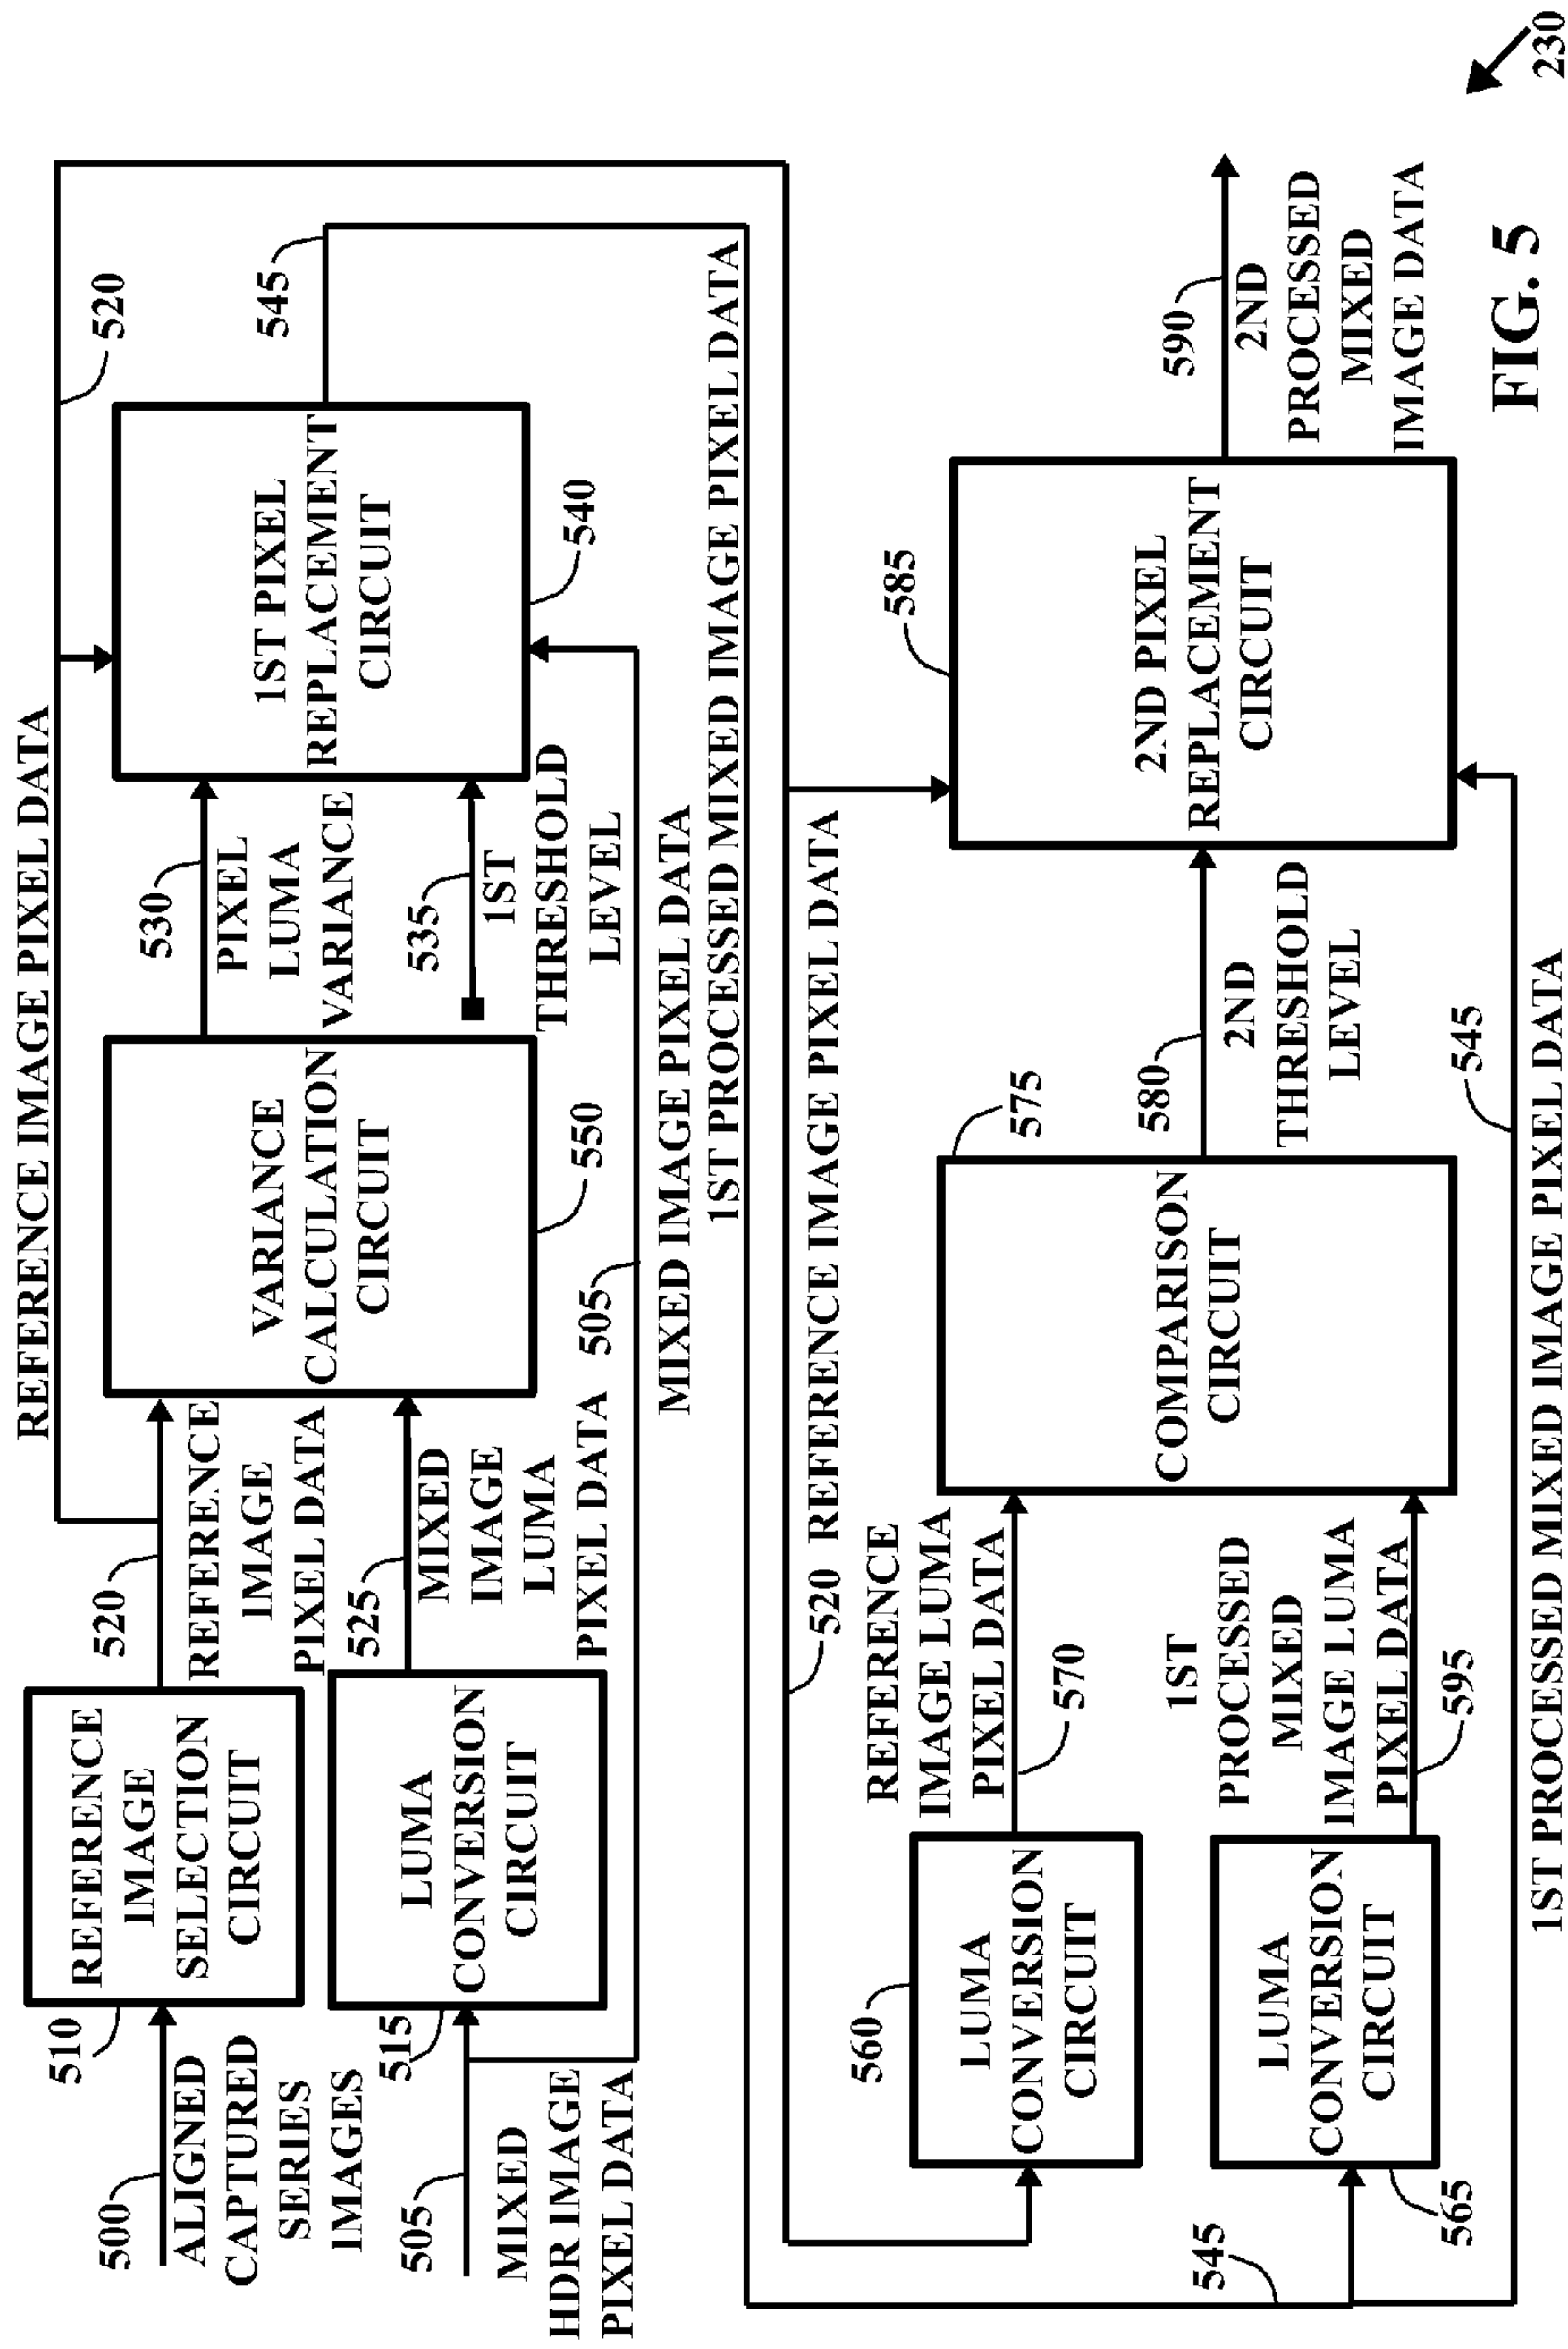 REFERENCE IMAGE PIXEL DATA
520
500
ALIGNED
CAPTURED
SERIES
IMAGES
510
REFERENCE
IMAGE
SELECTION
CIRCUIT
520
REFERENCE
IMAGE
PIXEL DATA
505
MIXED
HDR IMAGE
PIXEL DATA
515
LUMA
CONVERSION
CIRCUIT
525
MIXED
IMAGE
LUMA
PIXEL DATA
VARIANCE
CALCULATION
CIRCUIT
550
530
PIXEL
LUMA
VARIANCE
535
1ST
THRESHOLD
LEVEL
1ST PIXEL
REPLACEMENT
CIRCUIT
540
545
505
MIXED IMAGE PIXEL DATA
1ST PROCESSED MIXED IMAGE PIXEL DATA
520 REFERENCE IMAGE PIXEL DATA
560
LUMA
CONVERSION
CIRCUIT
REFERENCE
IMAGE LUMA
PIXEL DATA
570
545
LUMA
CONVERSION
CIRCUIT
565
1ST
PROCESSED
MIXED
IMAGE LUMA
PIXEL DATA
595
COMPARISON
CIRCUIT
575
580
2ND
THRESHOLD
LEVEL
585
2ND PIXEL
REPLACEMENT
CIRCUIT
590
2ND
PROCESSED
MIXED
IMAGE DATA
545
1ST PROCESSED MIXED IMAGE PIXEL DATA
FIG. 5
230